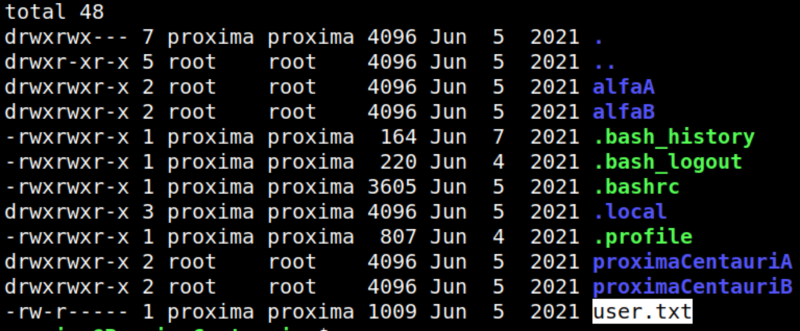 total 48
drwxrwx--- 7 proxima proxima 4096 Jun  5  2021 .
drwxr-xr-x 5 root    root    4096 Jun  5  2021 ..
drwxrwxr-x 2 root    root    4096 Jun  5  2021 alfaA
drwxrwxr-x 2 root    root    4096 Jun  5  2021 alfaB
-rwxrwxr-x 1 proxima proxima  164 Jun  7  2021 .bash_history
-rwxrwxr-x 1 proxima proxima  220 Jun  4  2021 .bash_logout
-rwxrwxr-x 1 proxima proxima 3605 Jun  5  2021 .bashrc
drwxrwxr-x 3 proxima proxima 4096 Jun  5  2021 .local
-rwxrwxr-x 1 proxima proxima  807 Jun  4  2021 .profile
drwxrwxr-x 2 root    root    4096 Jun  5  2021 proximaCentauriA
drwxrwxr-x 2 root    root    4096 Jun  5  2021 proximaCentauriB
-rw-r----- 1 proxima proxima 1009 Jun  5  2021 user.txt